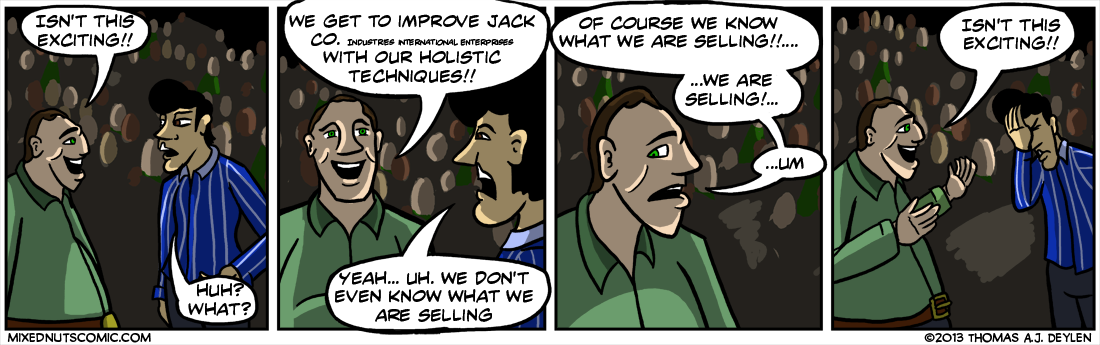 ISN'T THIS
EXCITING!!
HUH?
WHAT?
WE GET TO IMPROVE JACK
CO. INDUSTRES INTERNATIONAL ENTERPRISES
WITH OUR HOLISTIC
TECHNIQUES!!
YEAH... UH. WE DON'T
EVEN KNOW WHAT WE
ARE SELLING
OF COURSE WE KNOW
WHAT WE ARE SELLING!!....
...WE ARE
SELLING!...
...UM
ISN'T THIS
EXCITING!!
MIXEDNUTSCOMIC.COM
©2013 THOMAS A.J. DEYLEN